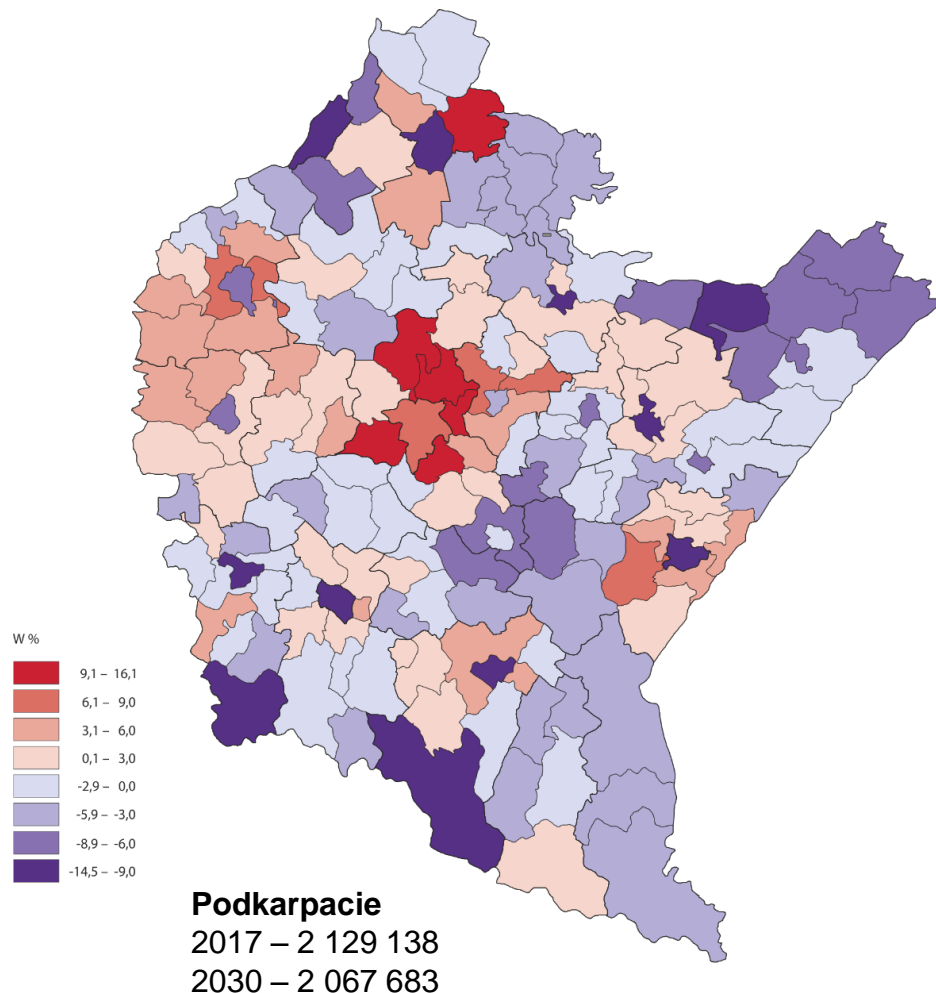 W %
9,1 – 16,1
6,1 – 9,0
3,1 – 6,0
0,1 – 3,0
-2,9 – 0,0
-5,9 – -3,0
-8,9 – -6,0
-14,5 – -9,0
Podkarpacie
2017 – 2 129 138
2030 – 2 067 683